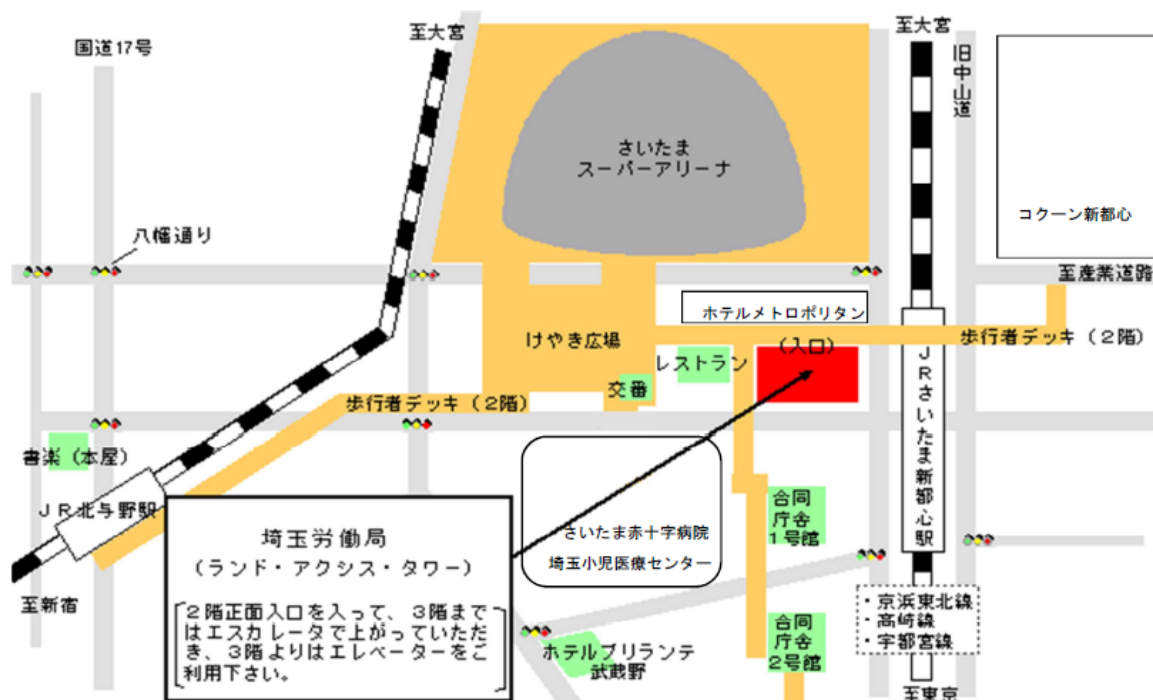 国道17号
至大宮
至大宮
旧中山道
さいたま
スーパーアリーナ
コクーン新都心
八幡通り
至産業道路
ホテルメトロポリタン
けやき広場
歩行者デッキ(2階)
(入口)
レストラン
交番
歩行者デッキ(2階)
JRさいたま新都心駅
書楽(本屋)
JR北与野駅
合同
庁舎
1号館
さいたま赤十字病院
埼玉小児医療センター
埼玉労働局
(ランド・アクシス・タワー)
2階正面入口を入って、3階まで
はエスカレータで上がっていただ
き、3階よりはエレベーターをご
利用下さい。
至新宿
・京浜東北線
・高崎線
・宇都宮線
合同
庁舎
2号館
ホテルブリランテ
武蔵野
至東京